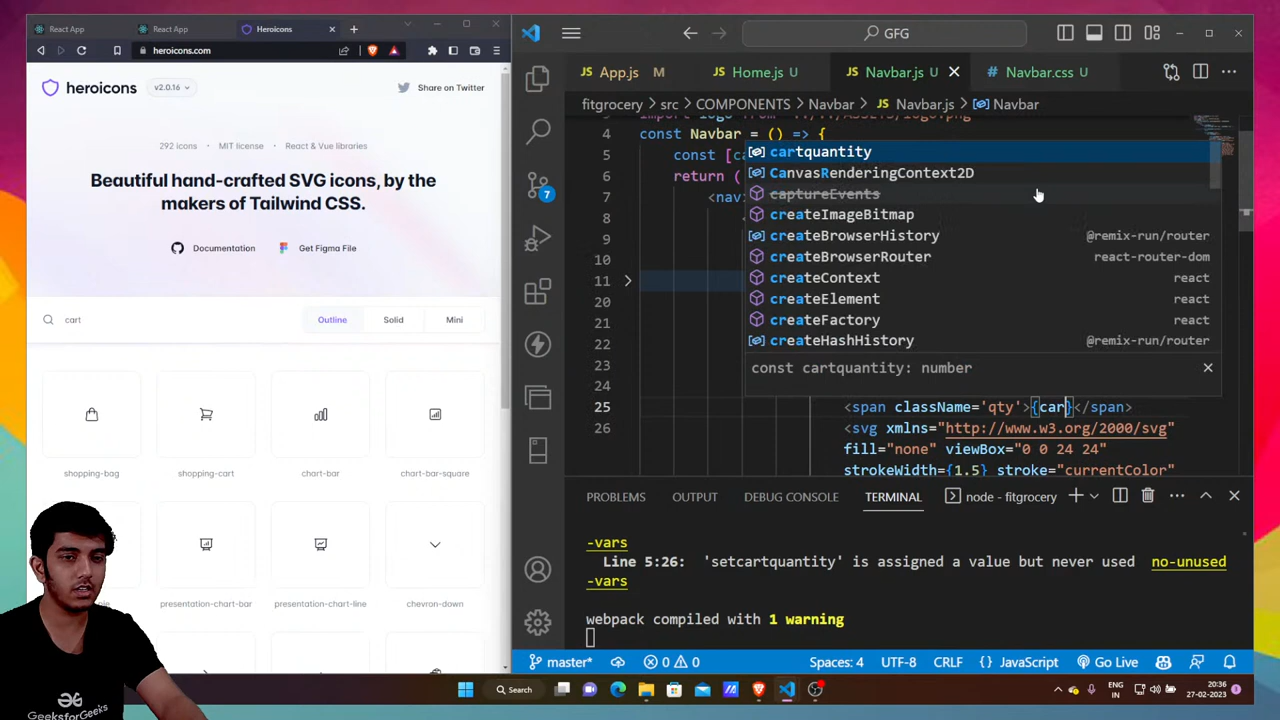 React App
React App
Heroicons
heroicons.com
heroicons
v2.0.16
Share on Twitter
292 icons · MIT license · React & Vue libraries
Beautiful hand-crafted SVG icons, by the
makers of Tailwind CSS.
Documentation
Get Figma File
cart
Outline
Solid
Mini
shopping-bag
shopping-cart
chart-bar
chart-bar-square
presentation-chart-bar
presentation-chart-line
chevron-down
GeeksforGeeks
GFG
JS App.js M
JS Home.js U
JS Navbar.js U
# Navbar.css U
fitgrocery > src > COMPONENTS > Navbar > JS Navbar.js > Navbar
4 const Navbar = () => {
5 const [ca
6 return (
7 <nav
8
9
10
11
20
21
22
23
24
25 <span className='qty'>{car}</span>
26 <svg xmlns="http://www.w3.org/2000/svg"
fill="none" viewBox="0 0 24 24"
strokeWidth={1.5} stroke="currentColor"
cartquantity
CanvasRenderingContext2D
captureEvents
createImageBitmap
createBrowserHistory @remix-run/router
createBrowserRouter react-router-dom
createContext react
createElement react
createFactory react
createHashHistory @remix-run/router
const cartquantity: number
7
PROBLEMS
OUTPUT
DEBUG CONSOLE
TERMINAL
node - fitgrocery
-vars
Line 5:26: 'setcartquantity' is assigned a value but never used no-unused
-vars
webpack compiled with 1 warning
master*
0 0
Spaces: 4
UTF-8
CRLF
{} JavaScript
Go Live
Search
ENG
IN
20:36
27-02-2023